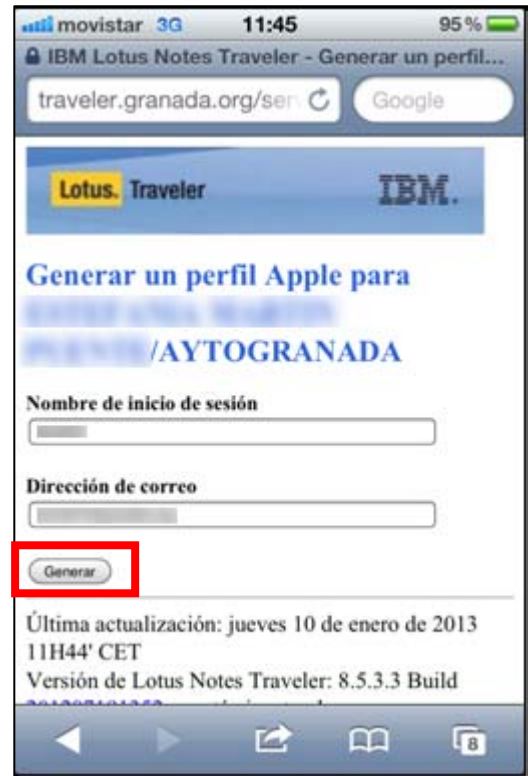 movistar 3G 11:45 95 %
IBM Lotus Notes Traveler - Generar un perfil...
traveler.granada.org/ser Google
Lotus. Traveler IBM.
Generar un perfil Apple para
/AYTOGRANADA
Nombre de inicio de sesión
Dirección de correo
Generar
Última actualización: jueves 10 de enero de 2013
11H44' CET
Versión de Lotus Notes Traveler: 8.5.3.3 Build
8